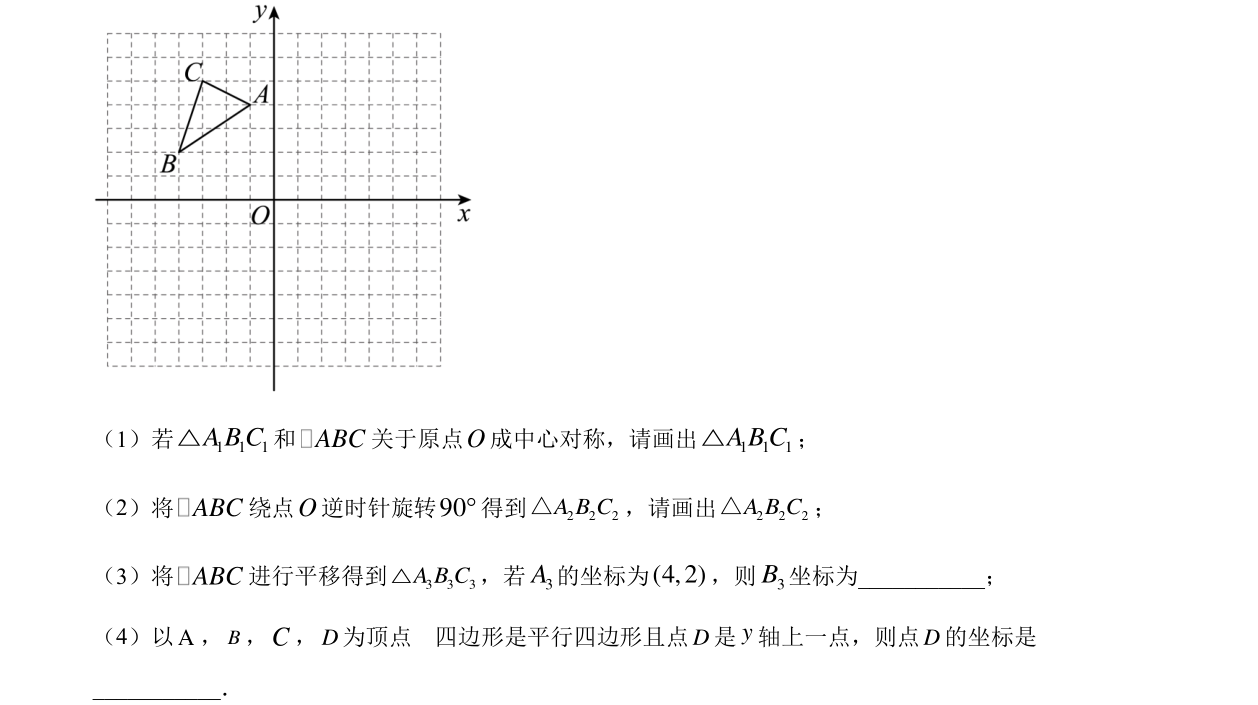 y
C
A
B
O
x
（1）若△A₁B₁C₁和□ABC关于原点O成中心对称，请画出△A₁B₁C₁；
（2）将□ABC绕点O逆时针旋转90°得到△A₂B₂C₂，请画出△A₂B₂C₂；
（3）将□ABC进行平移得到△A₃B₃C₃，若A₃的坐标为(4,2)，则B₃坐标为___________；
（4）以A，B，C，D为顶点 四边形是平行四边形且点D是y轴上一点，则点D的坐标是
___________．